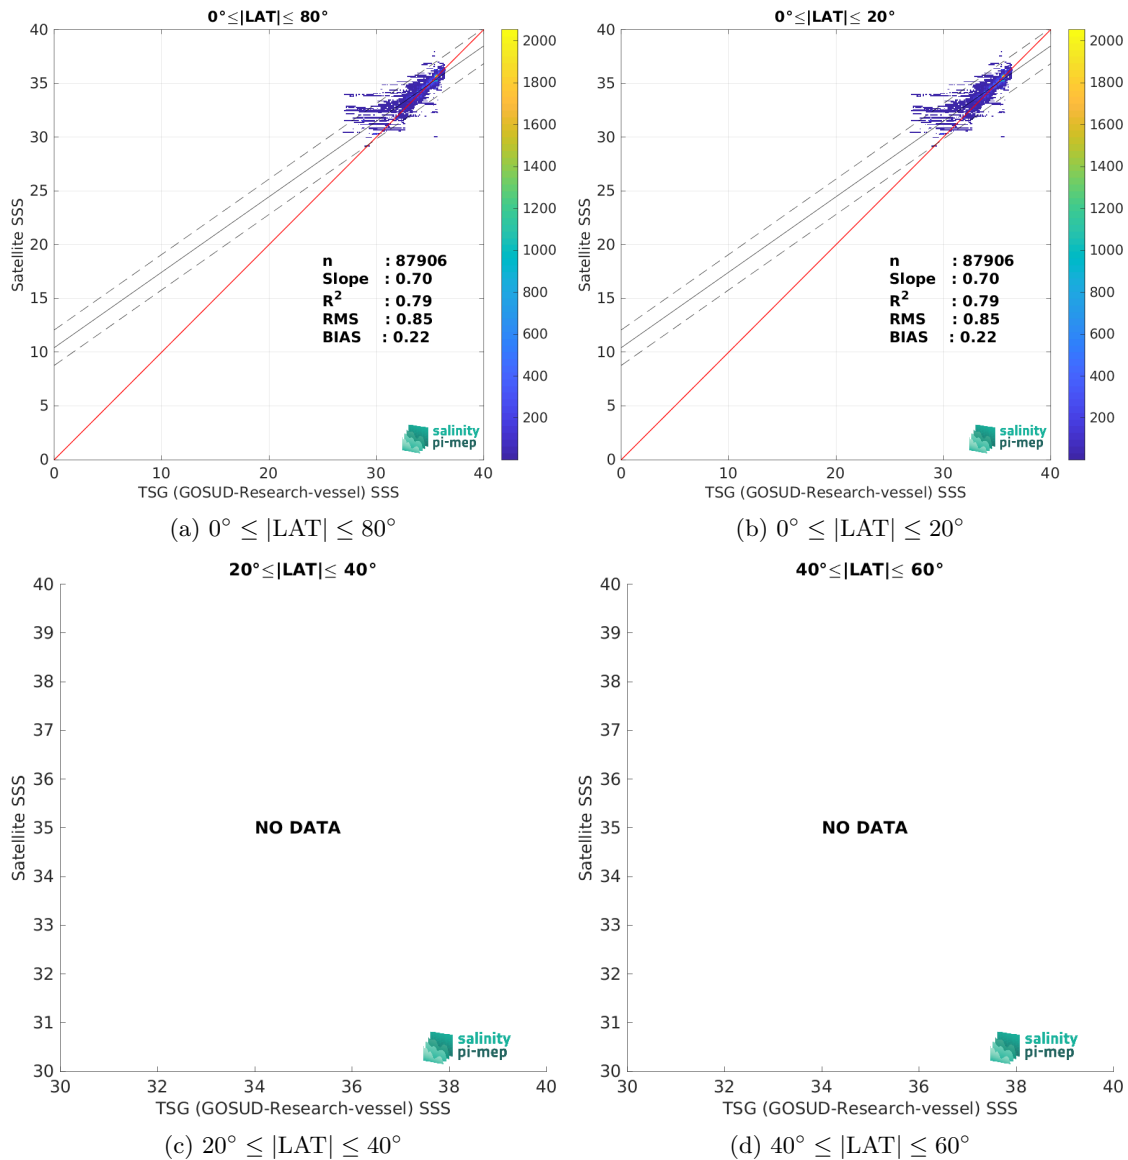 0°≤|LAT|≤ 80°
40
35
30
25
20
15
10
5
0
Satellite SSS
n : 87906
Slope : 0.70
R² : 0.79
RMS : 0.85
BIAS : 0.22
salinity
pi-mep
0 10 20 30 40
TSG (GOSUD-Research-vessel) SSS
2000
1800
1600
1400
1200
1000
800
600
400
200
(a) 0° ≤ |LAT| ≤ 80°
0°≤|LAT|≤ 20°
40
35
30
25
20
15
10
5
0
Satellite SSS
n : 87906
Slope : 0.70
R² : 0.79
RMS : 0.85
BIAS : 0.22
salinity
pi-mep
0 10 20 30 40
TSG (GOSUD-Research-vessel) SSS
2000
1800
1600
1400
1200
1000
800
600
400
200
(b) 0° ≤ |LAT| ≤ 20°
20°≤|LAT|≤ 40°
40
39
38
37
36
35
34
33
32
31
30
Satellite SSS
NO DATA
salinity
pi-mep
30 32 34 36 38 40
TSG (GOSUD-Research-vessel) SSS
(c) 20° ≤ |LAT| ≤ 40°
40°≤|LAT|≤ 60°
40
39
38
37
36
35
34
33
32
31
30
Satellite SSS
NO DATA
salinity
pi-mep
30 32 34 36 38 40
TSG (GOSUD-Research-vessel) SSS
(d) 40° ≤ |LAT| ≤ 60°